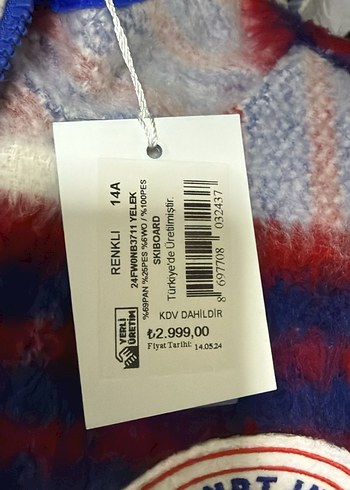 RENKLI 14A
24FW0NB3711 YELEK
%69PAN %25PES %6WO / %100PES
SKIBOARD
Türkiye'de Üretilmiştir.
8 697708 032437
KDV DAHİLDİR
₺2.999,00
Fiyat Tarihi: 14.05.24
YERLİ
ÜRETİM